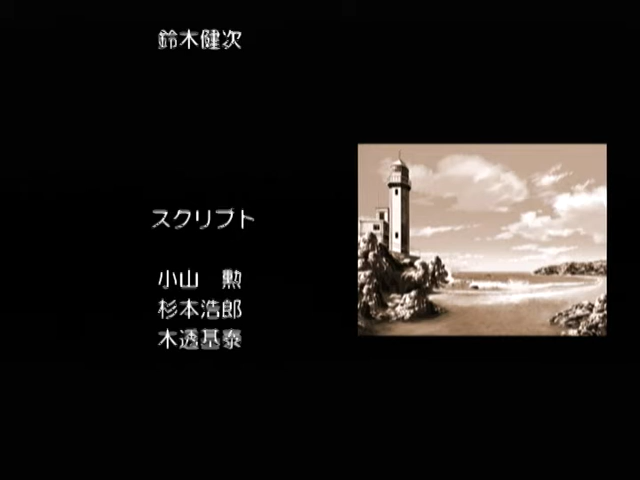 鈴木健次
スクリプト
小山　勲
杉本浩郎
木透基泰